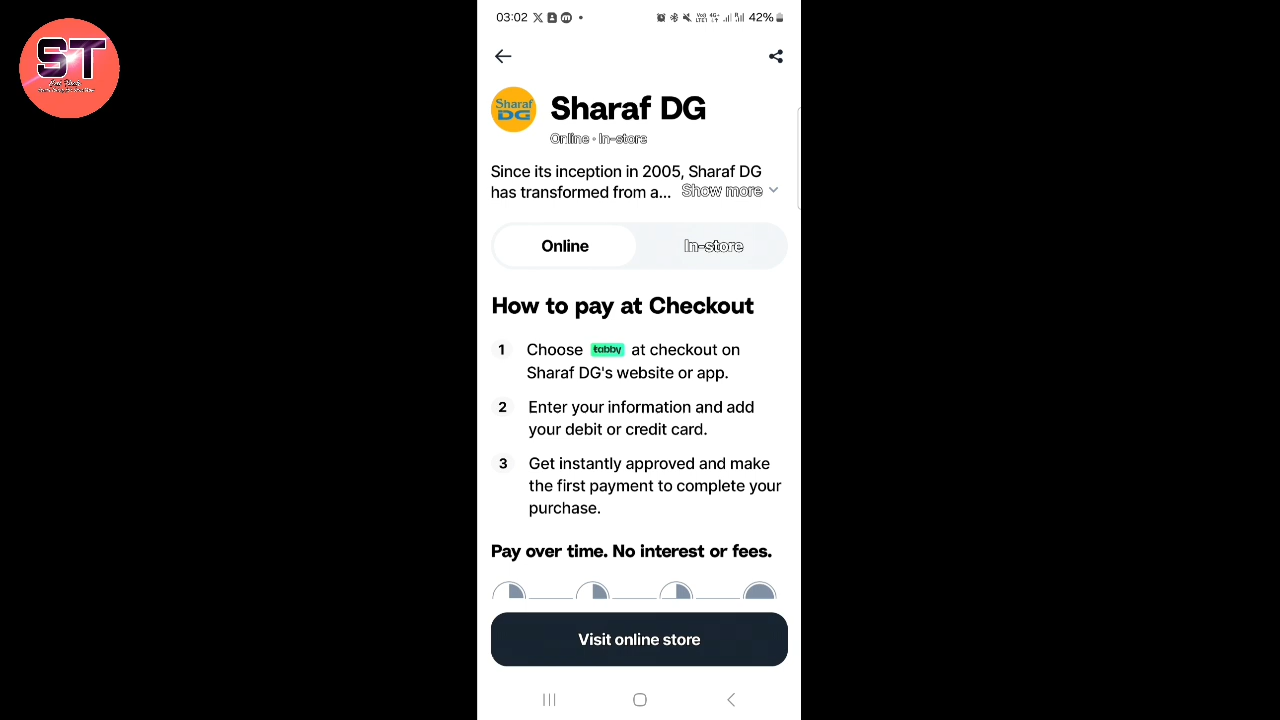 ST
03:02
42%
Sharaf
DG
Sharaf DG
Online · In-store
Since its inception in 2005, Sharaf DG
has transformed from a... Show more
Online
In-store
How to pay at Checkout
1 Choose tabby at checkout on
Sharaf DG's website or app.
2 Enter your information and add
your debit or credit card.
3 Get instantly approved and make
the first payment to complete your
purchase.
Pay over time. No interest or fees.
Visit online store